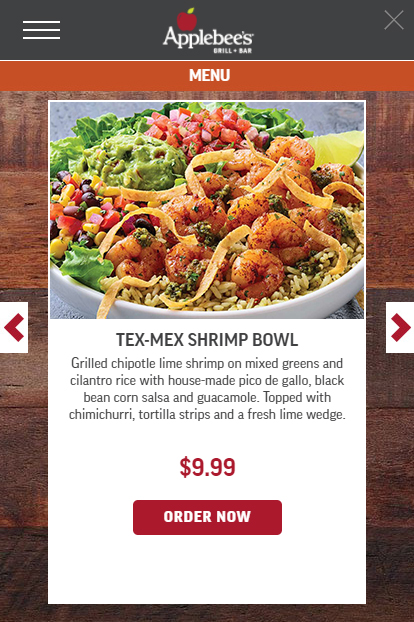 Applebee's
GRILL + BAR
MENU
TEX-MEX SHRIMP BOWL
Grilled chipotle lime shrimp on mixed greens and
cilantro rice with house-made pico de gallo, black
bean corn salsa and guacamole. Topped with
chimichurri, tortilla strips and a fresh lime wedge.
$9.99
ORDER NOW